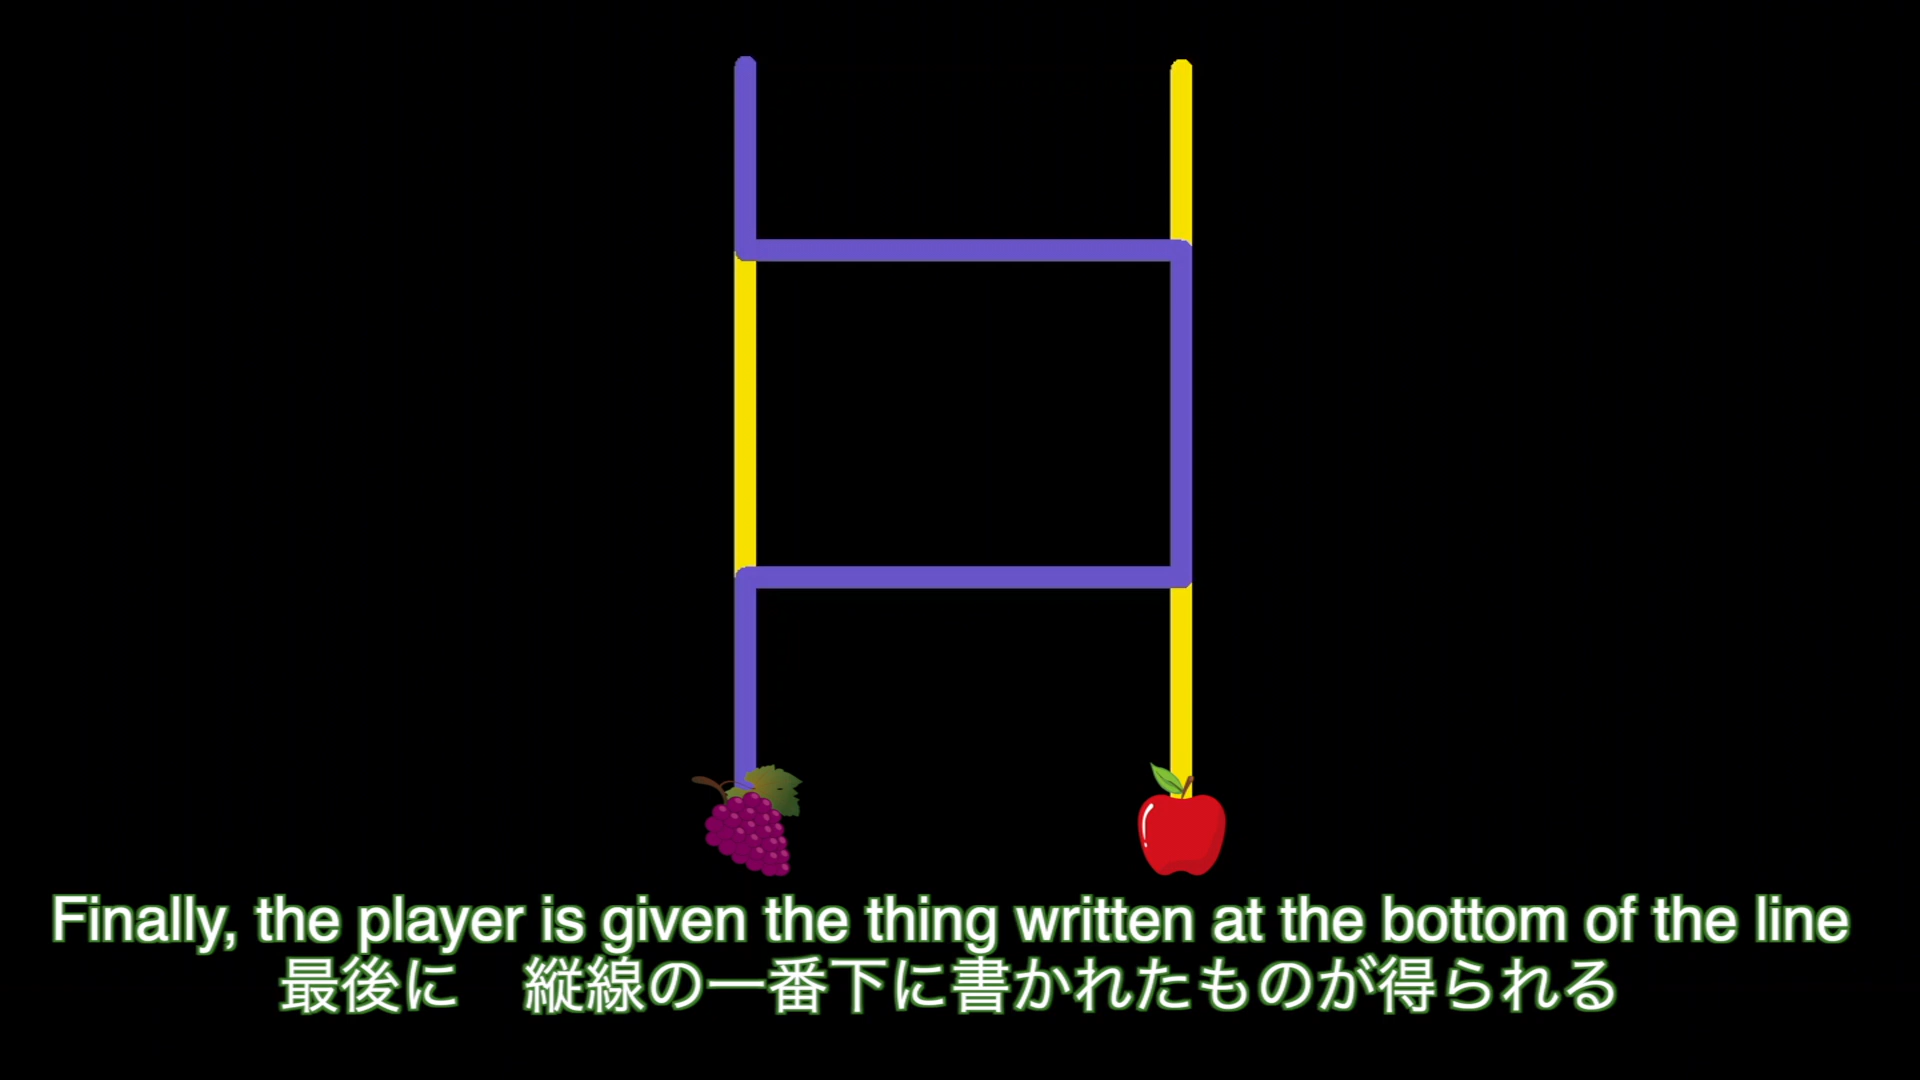 Finally, the player is given the thing written at the bottom of the line
最後に　縦線の一番下に書かれたものが得られる